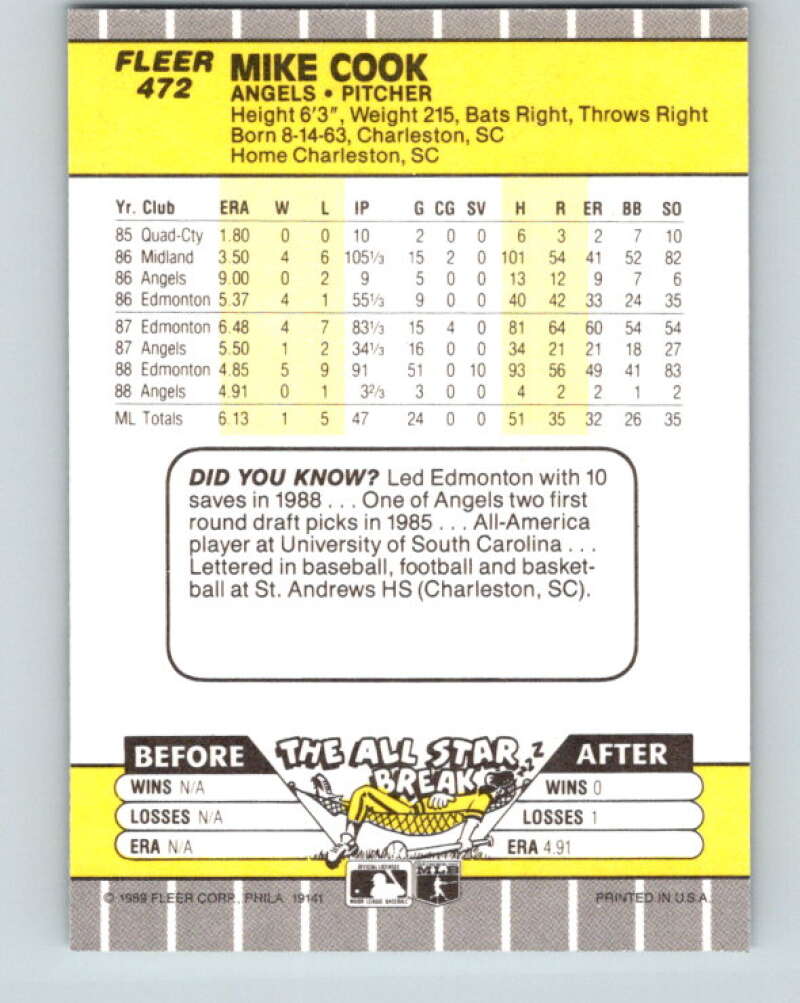 FLEER
472
MIKE COOK
ANGELS • PITCHER
Height 6'3", Weight 215, Bats Right, Throws Right
Born 8-14-63, Charleston, SC
Home Charleston, SC
Yr. Club ERA W L IP G CG SV H R ER BB SO
85 Quad-Cty 1.80 0 0 10 2 0 0 6 3 2 7 10
86 Midland 3.50 4 6 105⅓ 15 2 0 101 54 41 52 82
86 Angels 9.00 0 2 9 5 0 0 13 12 9 7 6
86 Edmonton 5.37 4 1 55⅓ 9 0 0 40 42 33 24 35
87 Edmonton 6.48 4 7 83⅓ 15 4 0 81 64 60 54 54
87 Angels 5.50 1 2 34⅓ 16 0 0 34 21 21 18 27
88 Edmonton 4.85 5 9 91 51 0 10 93 56 49 41 83
88 Angels 4.91 0 1 3⅔ 3 0 0 4 2 2 1 2
ML Totals 6.13 1 5 47 24 0 0 51 35 32 26 35
DID YOU KNOW? Led Edmonton with 10
saves in 1988 . . . One of Angels two first
round draft picks in 1985 . . . All-America
player at University of South Carolina . . .
Lettered in baseball, football and basket-
ball at St. Andrews HS (Charleston, SC).
BEFORE THE ALL STAR BREAK AFTER
zzZ
WINS N/A WINS 0
LOSSES N/A LOSSES 1
ERA N/A ERA 4.91
OFFICIAL LICENSEE
MAJOR LEAGUE BASEBALL
MLB
© 1989 FLEER CORP., PHILA. 19141 PRINTED IN U.S.A.